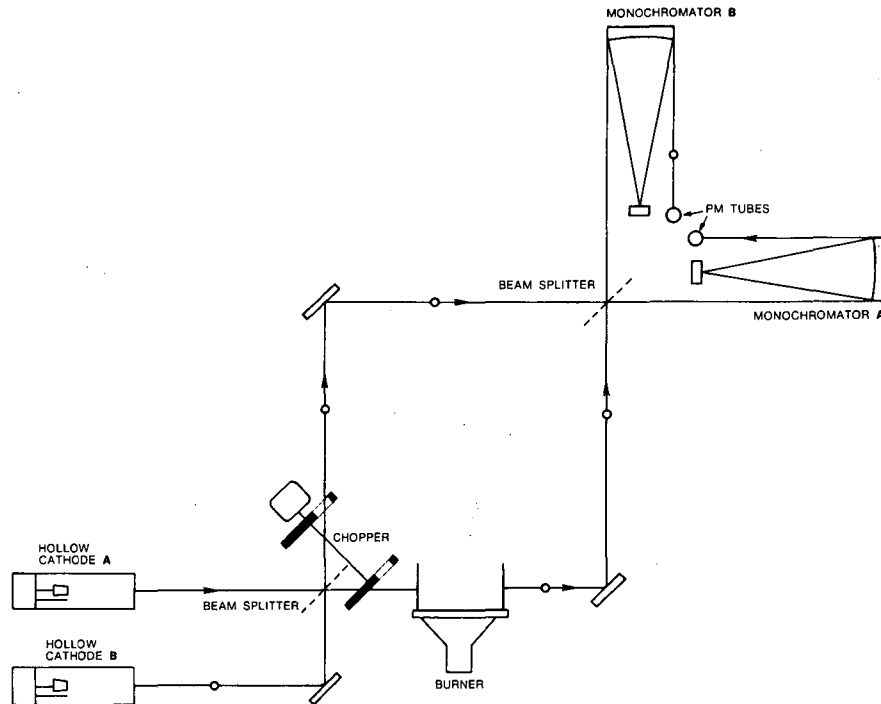 MONOCHROMATOR B
PM TUBES
BEAM SPLITTER
MONOCHROMATOR A
CHOPPER
HOLLOW
CATHODE A
BEAM SPLITTER
HOLLOW
CATHODE B
BURNER